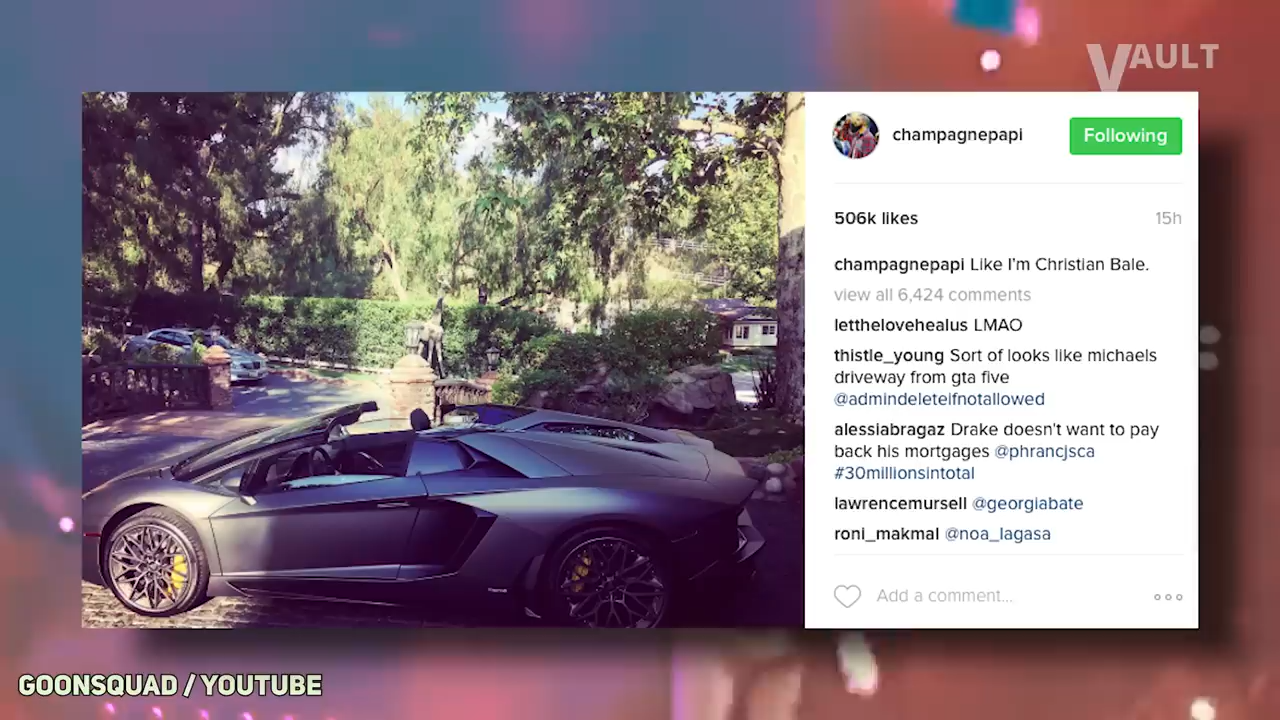 VAULT
champagnepapi
Following
506k likes
15h
champagnepapi Like I'm Christian Bale.
view all 6,424 comments
letthelovehealus LMAO
thistle_young Sort of looks like michaels
driveway from gta five
@admindeleteifnotallowed
alessiabragaz Drake doesn't want to pay
back his mortgages @phrancjsca
#30millionsintotal
lawrencemursell @georgiabate
roni_makmal @noa_lagasa
Add a comment...
GOONSQUAD / YOUTUBE